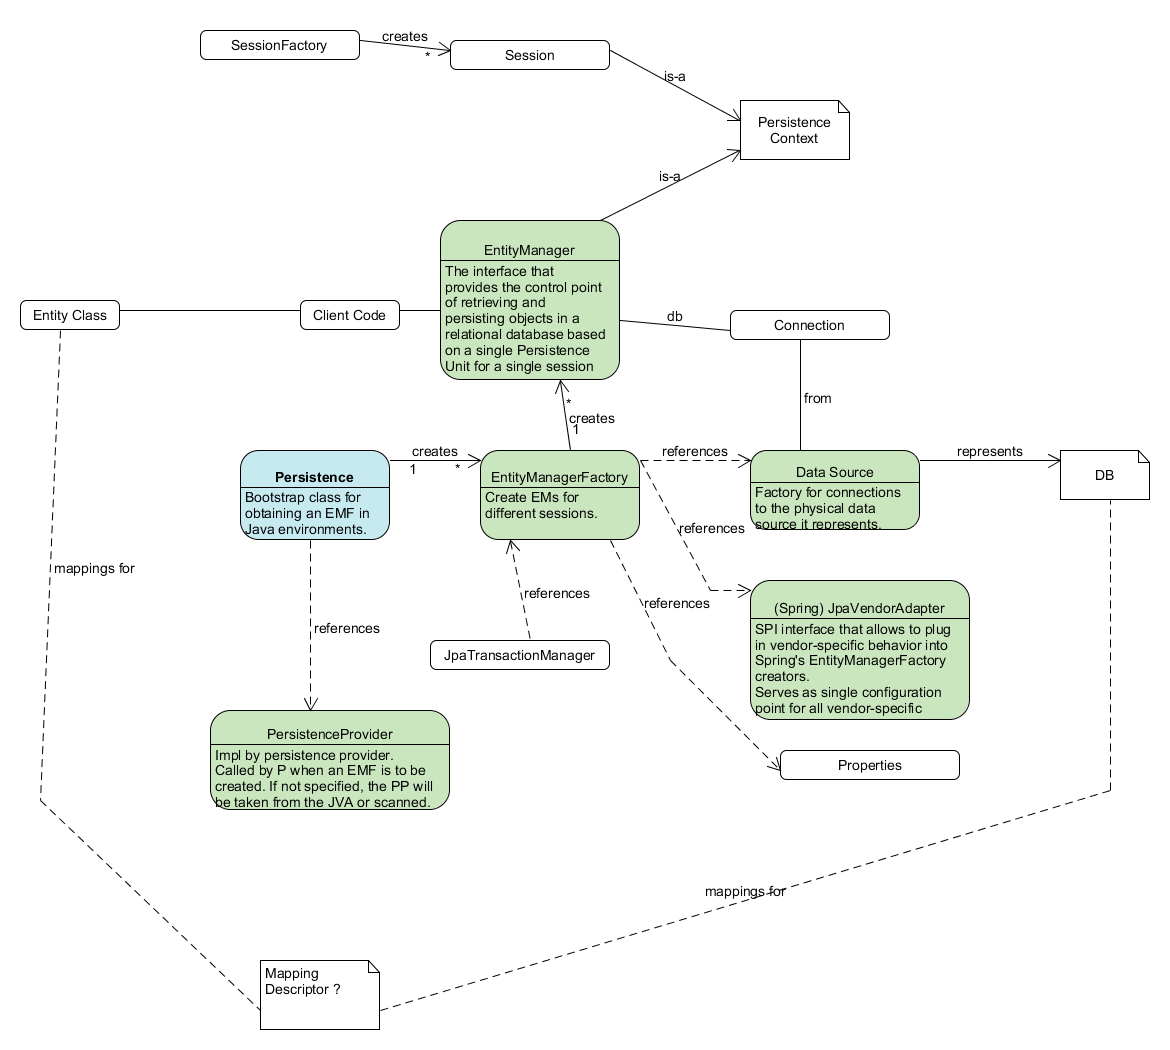 SessionFactory
creates
*
Session
is-a
Persistence
Context
is-a
EntityManager
The interface that
provides the control point
of retrieving and
persisting objects in a
relational database based
on a single Persistence
Unit for a single session
Entity Class
Client Code
db
Connection
from
*
creates
1
Persistence
Bootstrap class for
obtaining an EMF in
Java environments.
creates
1
*
EntityManagerFactory
Create EMs for
different sessions.
references
Data Source
Factory for connections
to the physical data
source it represents.
represents
DB
references
references
references
mappings for
references
JpaTransactionManager
(Spring) JpaVendorAdapter
SPI interface that allows to plug
in vendor-specific behavior into
Spring's EntityManagerFactory
creators.
Serves as single configuration
point for all vendor-specific
PersistenceProvider
Impl by persistence provider.
Called by P when an EMF is to be
created. If not specified, the PP will
be taken from the JVA or scanned.
Properties
mappings for
Mapping
Descriptor ?